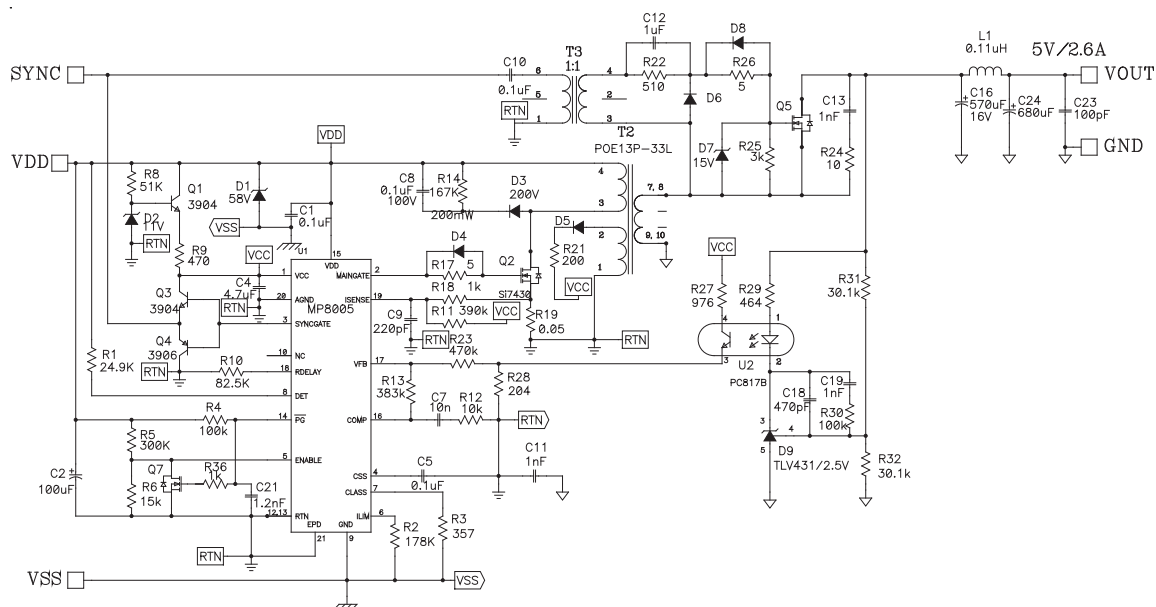 C12
1uF
D8
L1
0.11uH
5V/2.6A
T3
1:1
SYNC
C10
0.1uF
6
5
1
4
2
3
R22
510
R26
5
D6
Q5
C13
1nF
C16
570uF
16V
C24
680uF
C23
100pF
VOUT
GND
RTN
VDD
T2
POE13P-33L
D7
15V
R25
3k
R24
10
VDD
R8
51K
Q1
3904
D1
58V
C8
0.1uF
100V
R14
167K
200mW
D3
200V
4
3
7, 8
9, 10
D2
11V
RTN
VSS
C1
0.1uF
D5
2
1
R21
200
VCC
R9
470
VCC
U1
15
VDD
D4
R17
5
1k
Q2
Si7430
VCC
1
VCC
MAINGATE
2
R18
R11
390k
VCC
R19
0.05
R27
976
R29
464
R31
30.1k
Q3
3904
C4
4.7uF
RTN
20
AGND
MP8005
ISENSE
19
C9
220pF
RTN
R23
470k
RTN
3
SYNCGATE
4
1
3
2
U2
PC817B
Q4
3906
RTN
R10
82.5K
10
NC
18
RDELAY
VFB
17
R1
24.9K
8
DET
R13
383k
R28
204
C18
470pF
C19
1nF
R30
100k
R4
100k
14
PG
COMP
16
C7
10n
R12
10k
RTN
3
4
5
D9
TLV431/2.5V
R5
300K
5
ENABLE
C2
100uF
Q7
R6
15k
R36
1k
C21
1.2nF
CSS
4
C5
0.1uF
C11
1nF
R32
30.1k
CLASS
7
12,13
RTN
EPD
GND
ILIM
6
R2
178K
R3
357
21
9
RTN
VSS
VSS